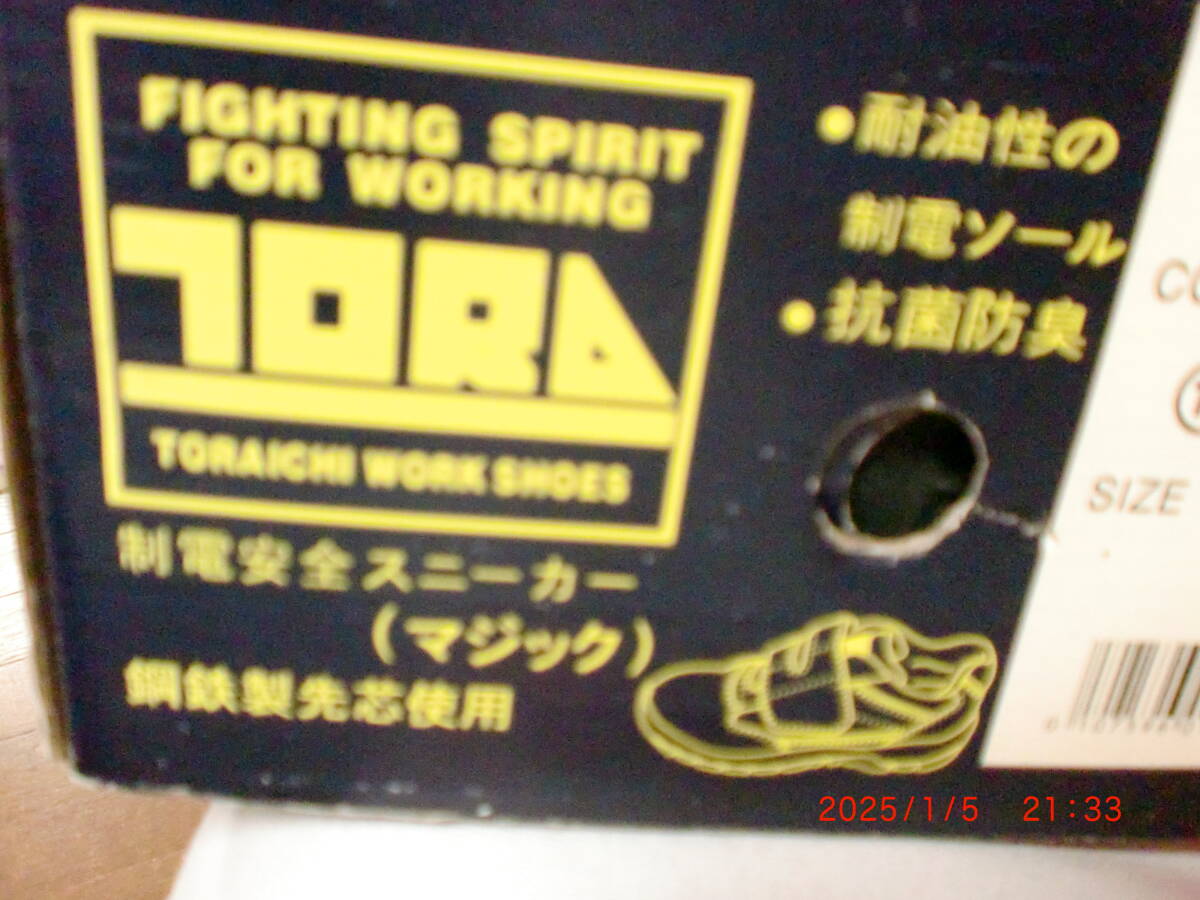 FIGHTING SPIRIT
FOR WORKING
TORA
TORAICHI WORK SHOES
制電安全スニーカー
(マジック)
鋼鉄製先芯使用
●耐油性の
制電ソール
●抗菌防臭
SIZE
2025/1/5 21:33